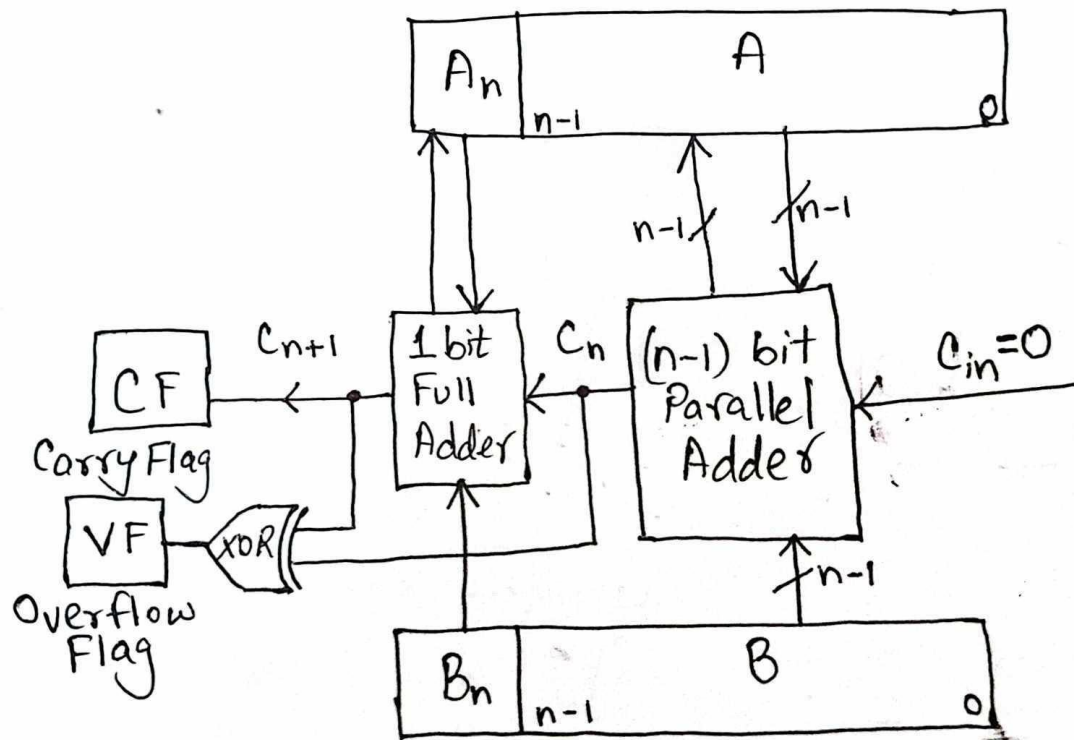 An
A
n-1
0
n-1
n-1
Cn+1
1 bit
Full
Adder
Cn
(n-1) bit
Parallel
Adder
Cin=0
CF
Carry Flag
VF
XOR
Overflow
Flag
n-1
Bn
B
n-1
0